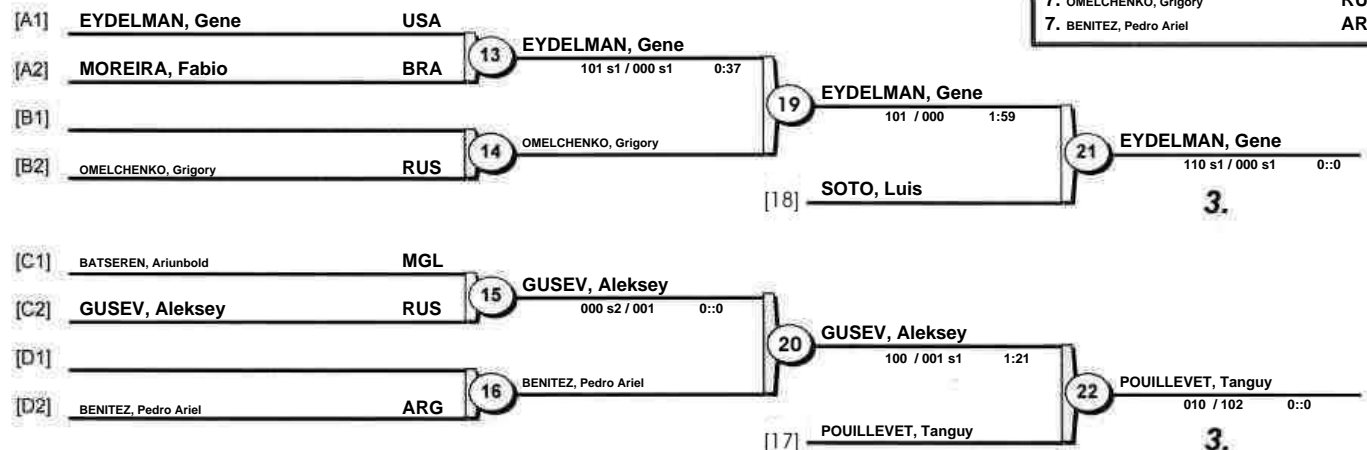 7. OMELCHENKO, Grigory
7. BENITEZ, Pedro Ariel AR
[A1] EYDELMAN, Gene USA
[A2] MOREIRA, Fabio BRA
13 EYDELMAN, Gene
101 s1 / 000 s1 0:37
[B1]
[B2] OMELCHENKO, Grigory RUS
14 OMELCHENKO, Grigory
19 EYDELMAN, Gene
101 / 000 1:59
[18] SOTO, Luis
21 EYDELMAN, Gene
110 s1 / 000 s1 0::0
3.
[C1] BATSEREN, Ariunbold MGL
[C2] GUSEV, Aleksey RUS
15 GUSEV, Aleksey
000 s2 / 001 0::0
[D1]
[D2] BENITEZ, Pedro Ariel ARG
16 BENITEZ, Pedro Ariel
20 GUSEV, Aleksey
100 / 001 s1 1:21
[17] POUILLEVET, Tanguy
22 POUILLEVET, Tanguy
010 / 102 0::0
3.